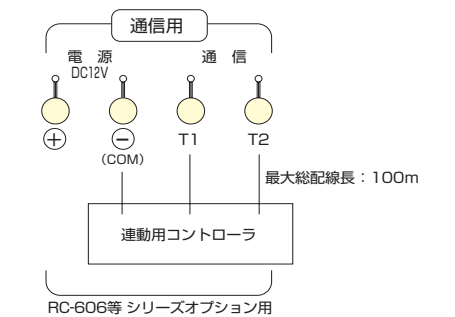 通信用
電 源 通 信
DC12V
⊕ ⊖ T1 T2
(COM)
最大総配線長：100m
連動用コントローラ
RC-606等 シリーズオプション用